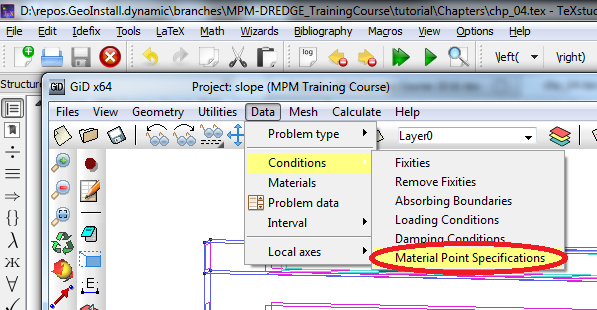 D:\repos.GeoInstall.dynamic\branches\MPM-DREDGE_TrainingCourse\tutorial\Chapters\chp_04.tex - TeXstud
Edit Idefix Tools LaTeX Math Wizards Bibliography Macros View Options Help
\left( \right)
Structure
GiD GiD x64 Project: slope (MPM Training Course)
Files View Geometry Utilities Data Mesh Calculate Help
Problem type Layer0
Conditions Fixities
Materials Remove Fixities
Problem data Absorbing Boundaries
Interval Loading Conditions
Damping Conditions
Local axes Material Point Specifications